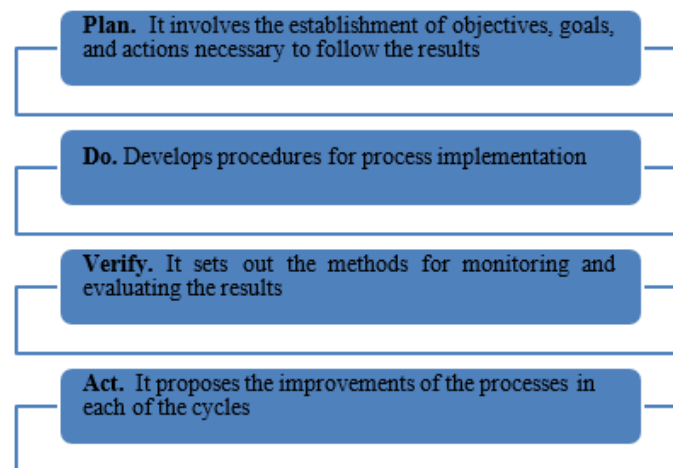 Plan. It involves the establishment of objectives, goals,
and actions necessary to follow the results
Do. Develops procedures for process implementation
Verify. It sets out the methods for monitoring and
evaluating the results
Act. It proposes the improvements of the processes in
each of the cycles